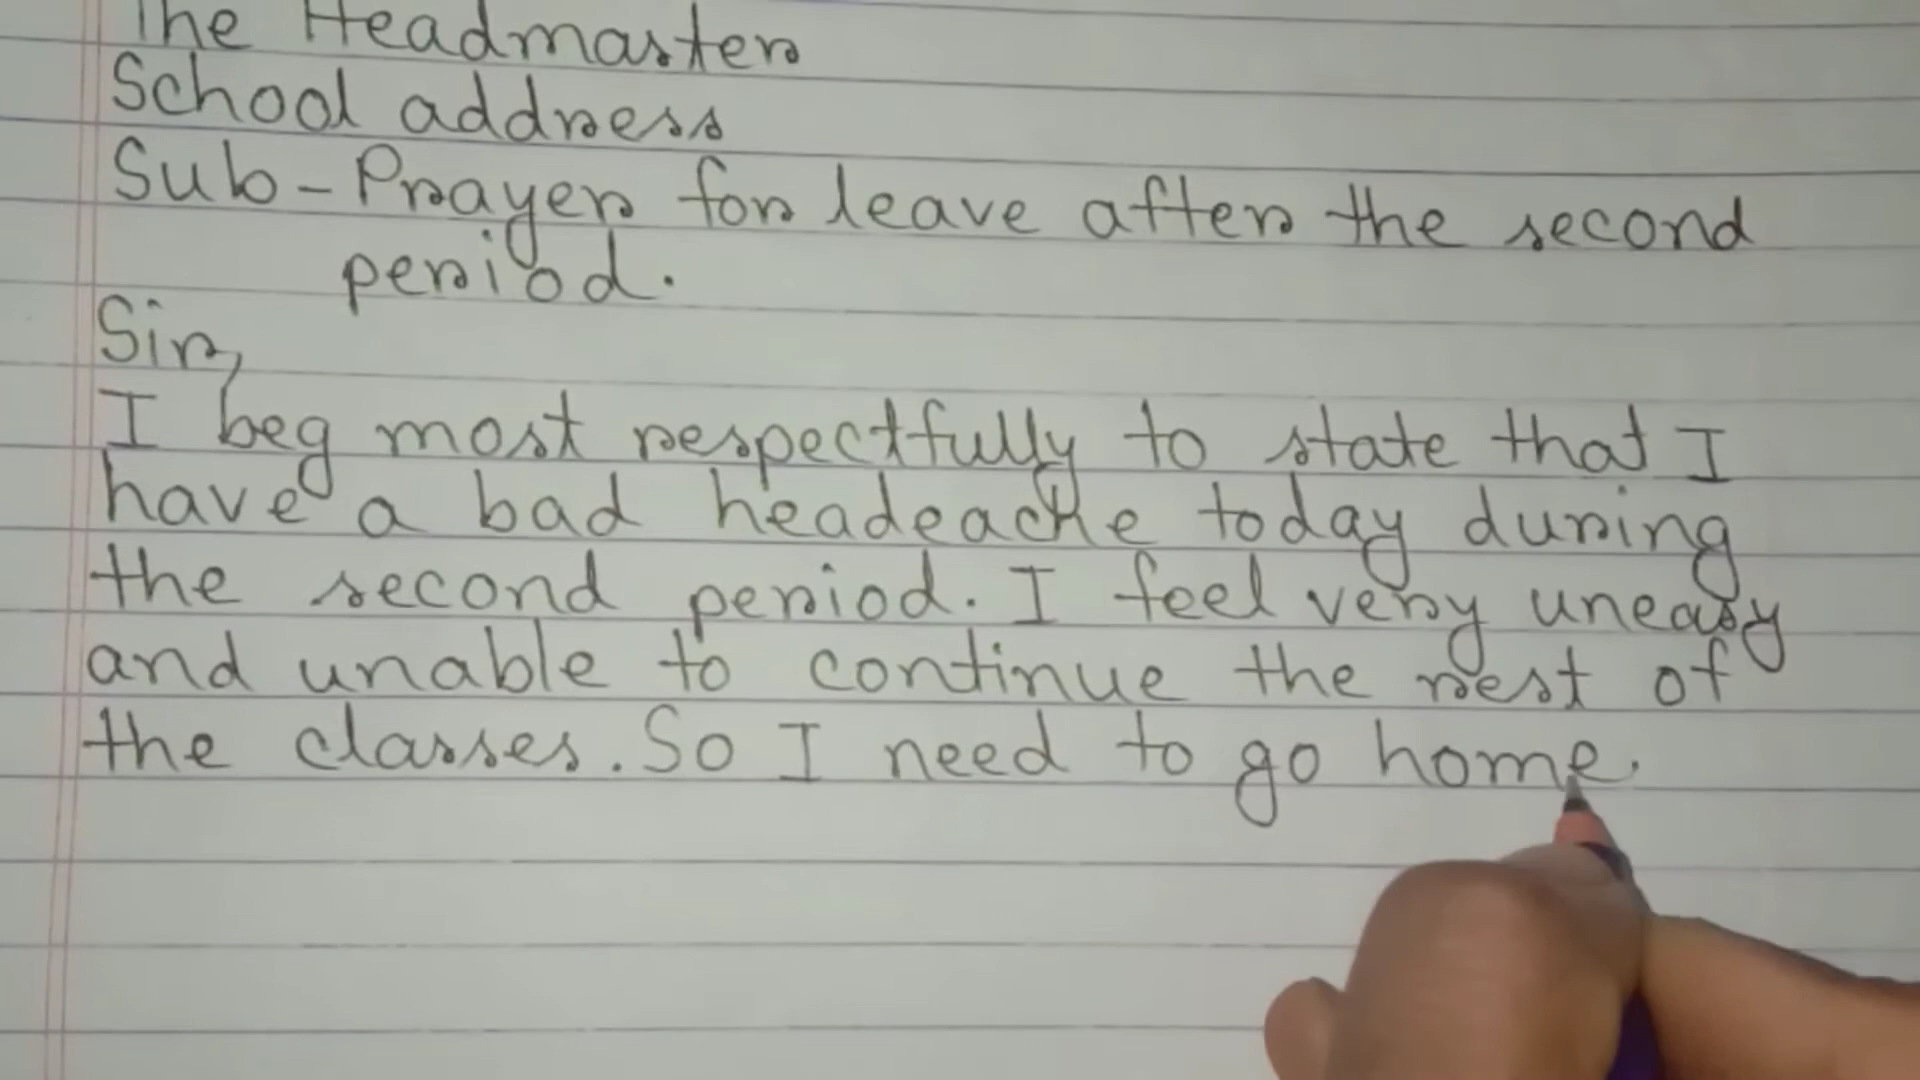 The Headmaster
School address
Sub-Prayer for leave after the second
period.
Sir,
I beg most respectfully to state that I
have a bad headeache today during
the second period. I feel very uneasy
and unable to continue the rest of
the classes. So I need to go home.